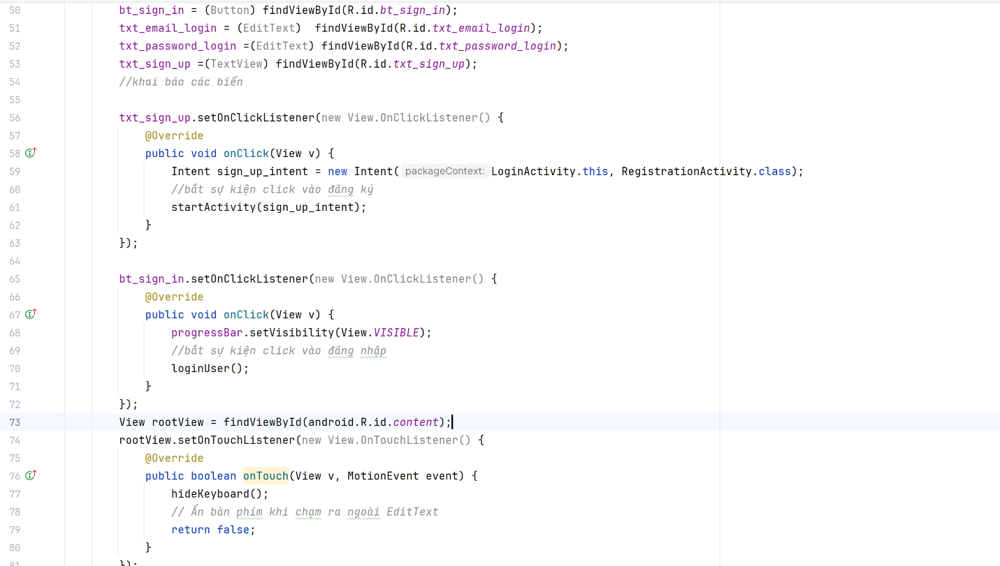 50 bt_sign_in = (Button) findViewById(R.id.bt_sign_in);
51 txt_email_login = (EditText)  findViewById(R.id.txt_email_login);
52 txt_password_login =(EditText) findViewById(R.id.txt_password_login);
53 txt_sign_up =(TextView) findViewById(R.id.txt_sign_up);
54 //khai báo các biến
55
56 txt_sign_up.setOnClickListener(new View.OnClickListener() {
57     @Override
58     public void onClick(View v) {
59         Intent sign_up_intent = new Intent( packageContext: LoginActivity.this, RegistrationActivity.class);
60         //bắt sự kiện click vào đăng ký
61         startActivity(sign_up_intent);
62     }
63 });
64
65 bt_sign_in.setOnClickListener(new View.OnClickListener() {
66     @Override
67     public void onClick(View v) {
68         progressBar.setVisibility(View.VISIBLE);
69         //bắt sự kiện click vào đăng nhập
70         loginUser();
71     }
72 });
73 View rootView = findViewById(android.R.id.content);
74 rootView.setOnTouchListener(new View.OnTouchListener() {
75     @Override
76     public boolean onTouch(View v, MotionEvent event) {
77         hideKeyboard();
78         // Ẩn bàn phím khi chạm ra ngoài EditText
79         return false;
80     }
81 });